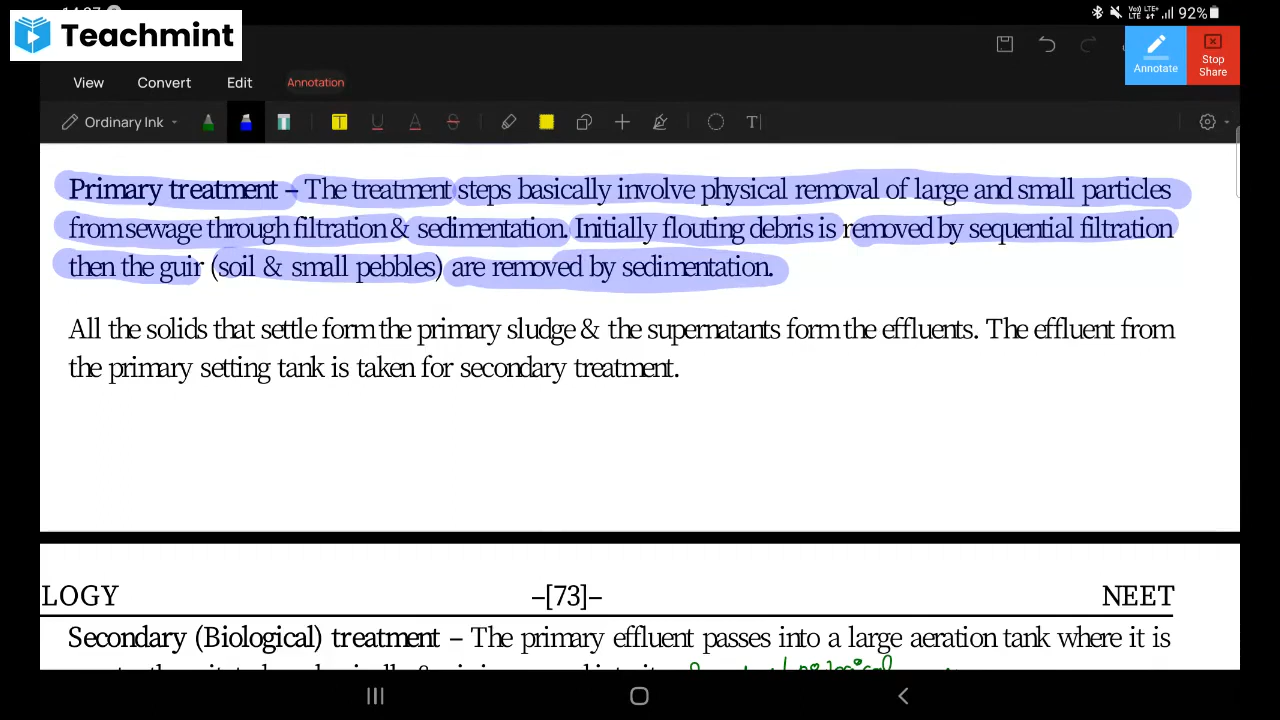 Teachmint
92%
View Convert Edit Annotation
Annotate
Stop
Share
Ordinary Ink
Primary treatment – The treatment steps basically involve physical removal of large and small particles
from sewage through filtration & sedimentation. Initially flouting debris is removed by sequential filtration
then the guir (soil & small pebbles) are removed by sedimentation.
All the solids that settle form the primary sludge & the supernatants form the effluents. The effluent from
the primary setting tank is taken for secondary treatment.
LOGY –[73]– NEET
Secondary (Biological) treatment – The primary effluent passes into a large aeration tank where it is